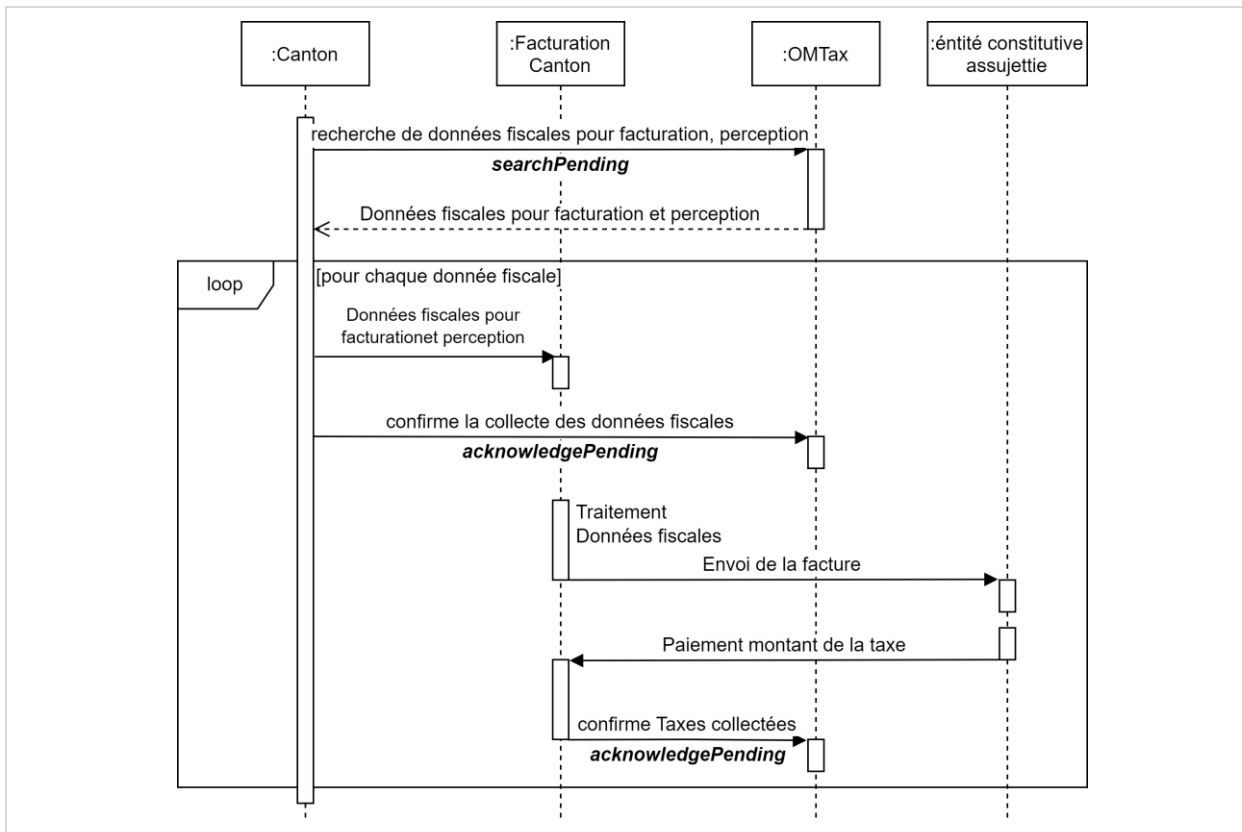 :Canton
:Facturation
Canton
:OMTax
:éntité constitutive
assujettie
recherche de données fiscales pour facturation, perception
searchPending
Données fiscales pour facturation et perception
loop
[pour chaque donnée fiscale]
Données fiscales pour
facturationet perception
confirme la collecte des données fiscales
acknowledgePending
Traitement
Données fiscales
Envoi de la facture
Paiement montant de la taxe
confirme Taxes collectées
acknowledgePending